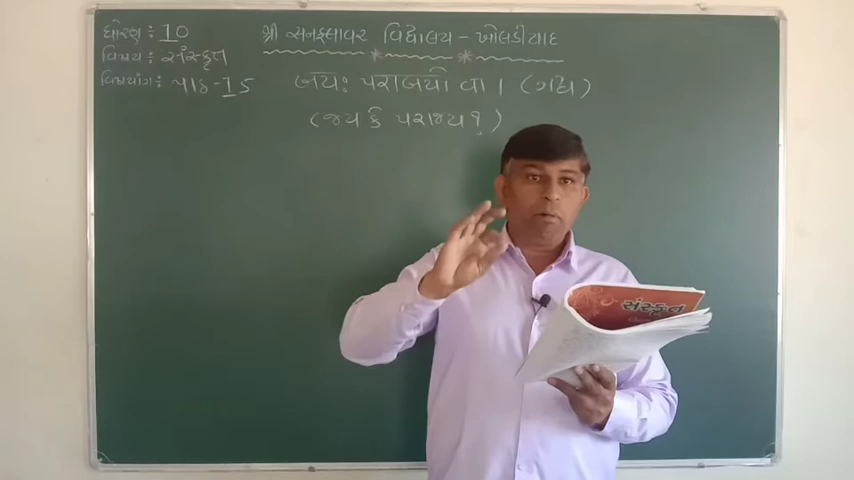 ધોરણ : 10
વિષય : સંસ્કૃત
વિષયાંગ : પાઠ-15
શ્રી સનફ્લાવર વિદ્યાલય - ખોલડીયાદ
જયઃ પરાજયો વા । (ગદ્ય)
(જય કે પરાજય ?)
સંસ્કૃત